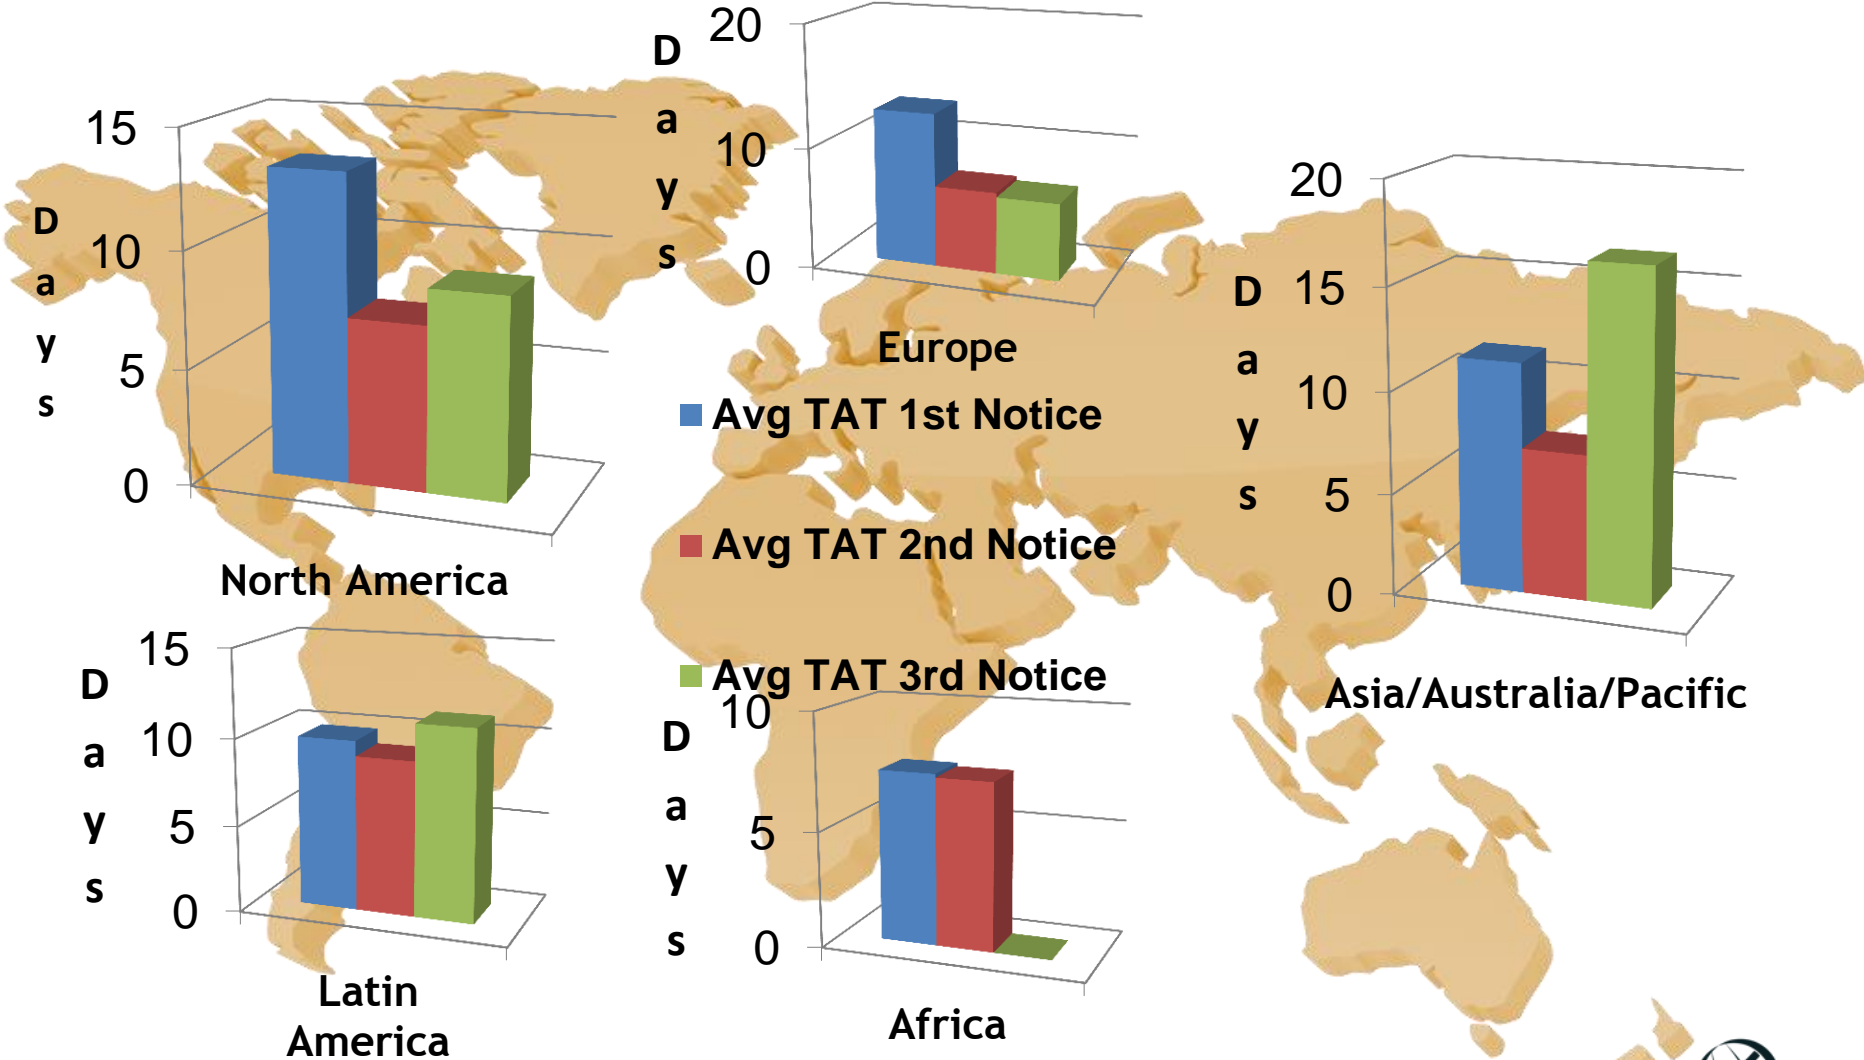 20
10
0
D
a
y
s
Europe
15
10
5
0
D
a
y
s
North America
20
15
10
5
0
D
a
y
s
Asia/Australia/Pacific
Avg TAT 1st Notice
Avg TAT 2nd Notice
Avg TAT 3rd Notice
15
10
5
0
D
a
y
s
Latin
America
10
5
0
D
a
y
s
Africa